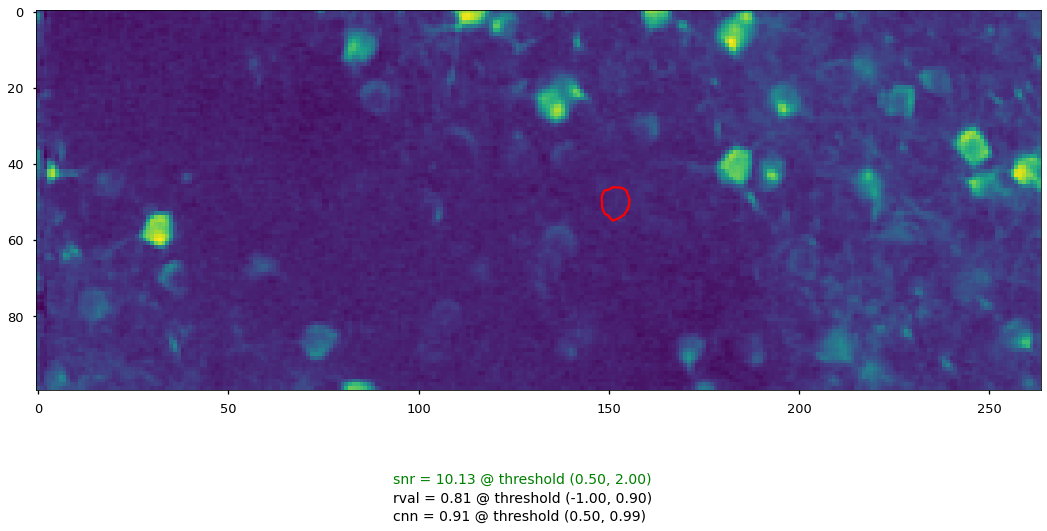 0
20
40
60
80
0 50 100 150 200 250
snr = 10.13 @ threshold (0.50, 2.00)
rval = 0.81 @ threshold (-1.00, 0.90)
cnn = 0.91 @ threshold (0.50, 0.99)